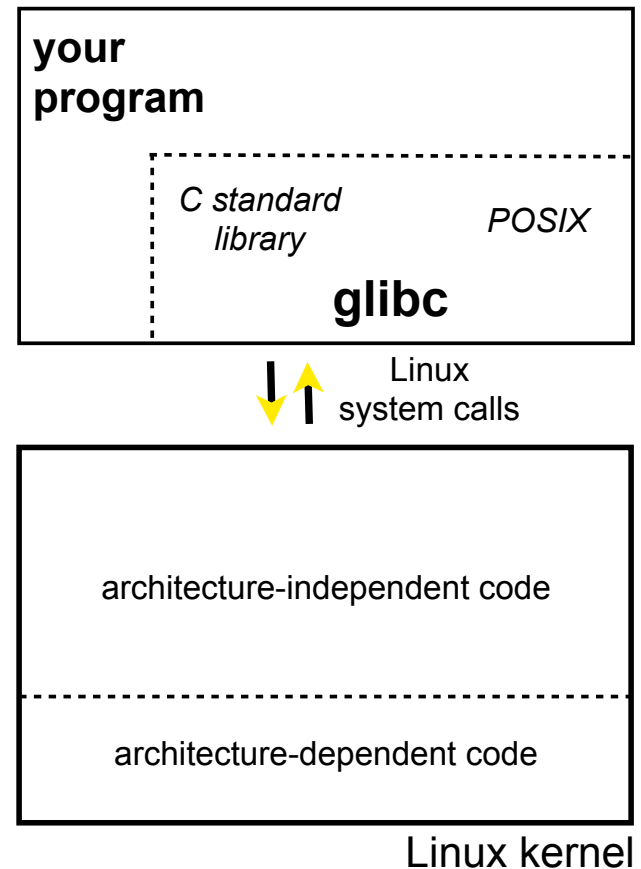 your
program
C standard
library
POSIX
glibc
Linux
system calls
architecture-independent code
architecture-dependent code
Linux kernel